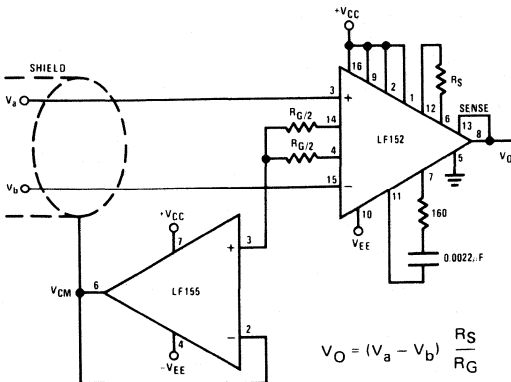 +VCC
SHIELD
16
9
2
1
RS
12
6
SENSE
3
+
Va
13
RG/2
14
LF152
8
RG/2
4
VO
5
Vb
15
−
7
11
+VCC
10
VEE
160
7
+
3
0.0022µF
VCM
6
LF155
−
2
4
−VEE
VO = (Va − Vb) RS/RG